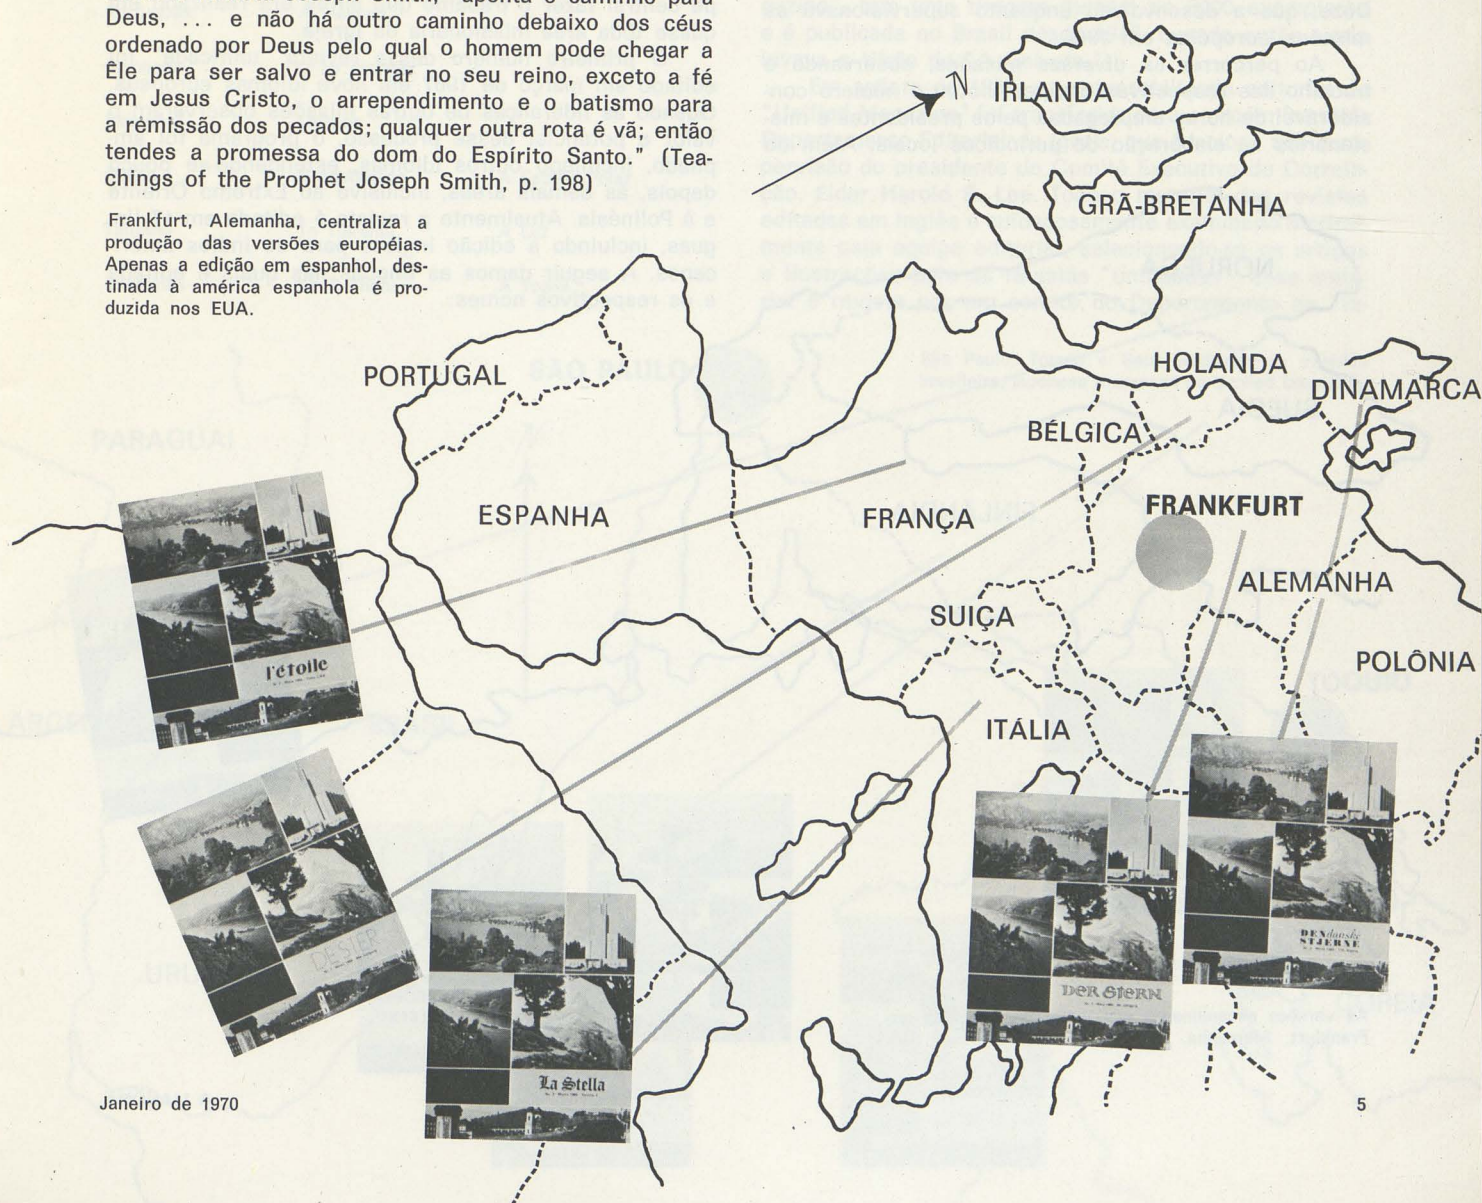 Deus, ... e não há outro caminho debaixo dos céus
ordenado por Deus pelo qual o homem pode chegar a
Ele para ser salvo e entrar no seu reino, exceto a fé
em Jesus Cristo, o arrependimento e o batismo para
a remissão dos pecados; qualquer outra rota é vã; então
tendes a promessa do dom do Espírito Santo." (Tea-
chings of the Prophet Joseph Smith, p. 198)
Frankfurt, Alemanha, centraliza a
produção das versões européias.
Apenas a edição em espanhol, des-
tinada à américa espanhola é pro-
duzida nos EUA.
N
IRLANDA
GRÃ-BRETANHA
PORTUGAL
HOLANDA
DINAMARCA
BÉLGICA
ESPANHA
FRANÇA
FRANKFURT
ALEMANHA
SUIÇA
POLÔNIA
ITÁLIA
l'étoile
DE STER
La Stella
DER STERN
DEN danske
STJERNE
Janeiro de 1970
5